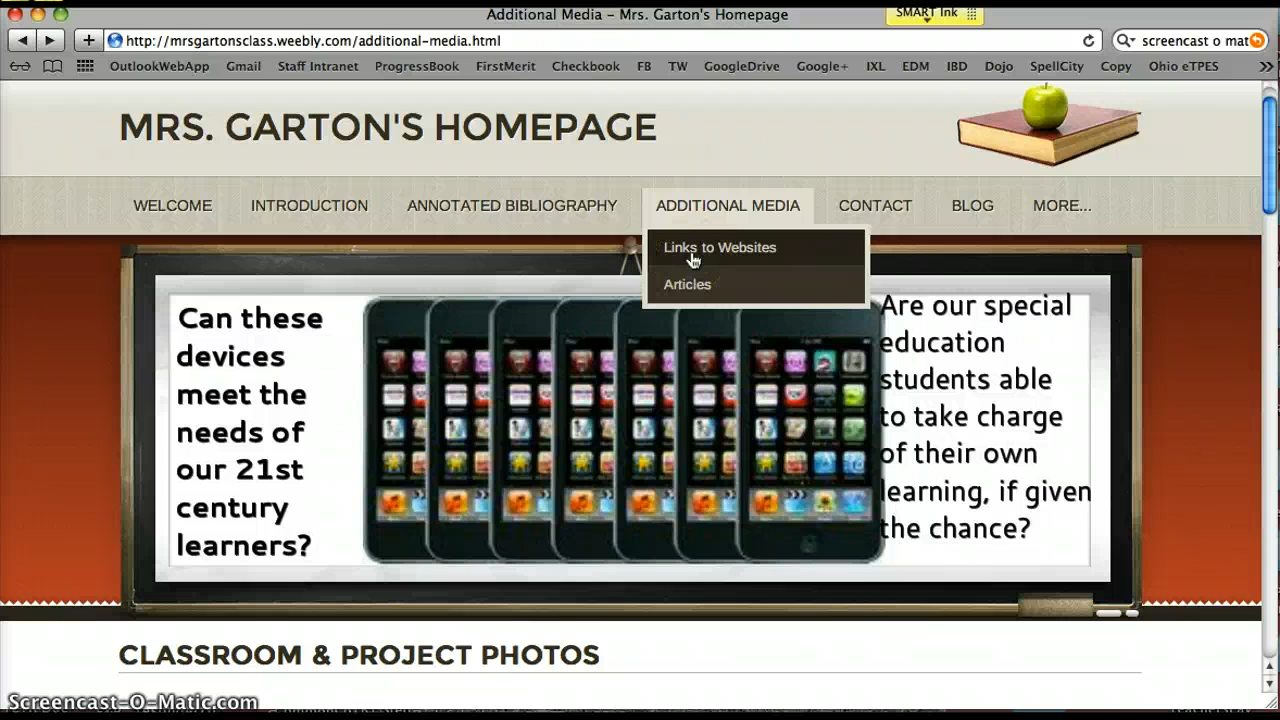 Additional Media – Mrs. Garton's Homepage
SMART Ink
http://mrsgartonsclass.weebly.com/additional-media.html
screencast o mat
OutlookWebApp Gmail Staff Intranet ProgressBook FirstMerit Checkbook FB TW GoogleDrive Google+ IXL EDM IBD Dojo SpellCity Copy Ohio eTPES
MRS. GARTON'S HOMEPAGE
WELCOME INTRODUCTION ANNOTATED BIBLIOGRAPHY ADDITIONAL MEDIA CONTACT BLOG MORE...
Links to Websites
Articles
Can these
devices
meet the
needs of
our 21st
century
learners?
Are our special
education
students able
to take charge
of their own
learning, if given
the chance?
CLASSROOM & PROJECT PHOTOS
Screencast-O-Matic.com